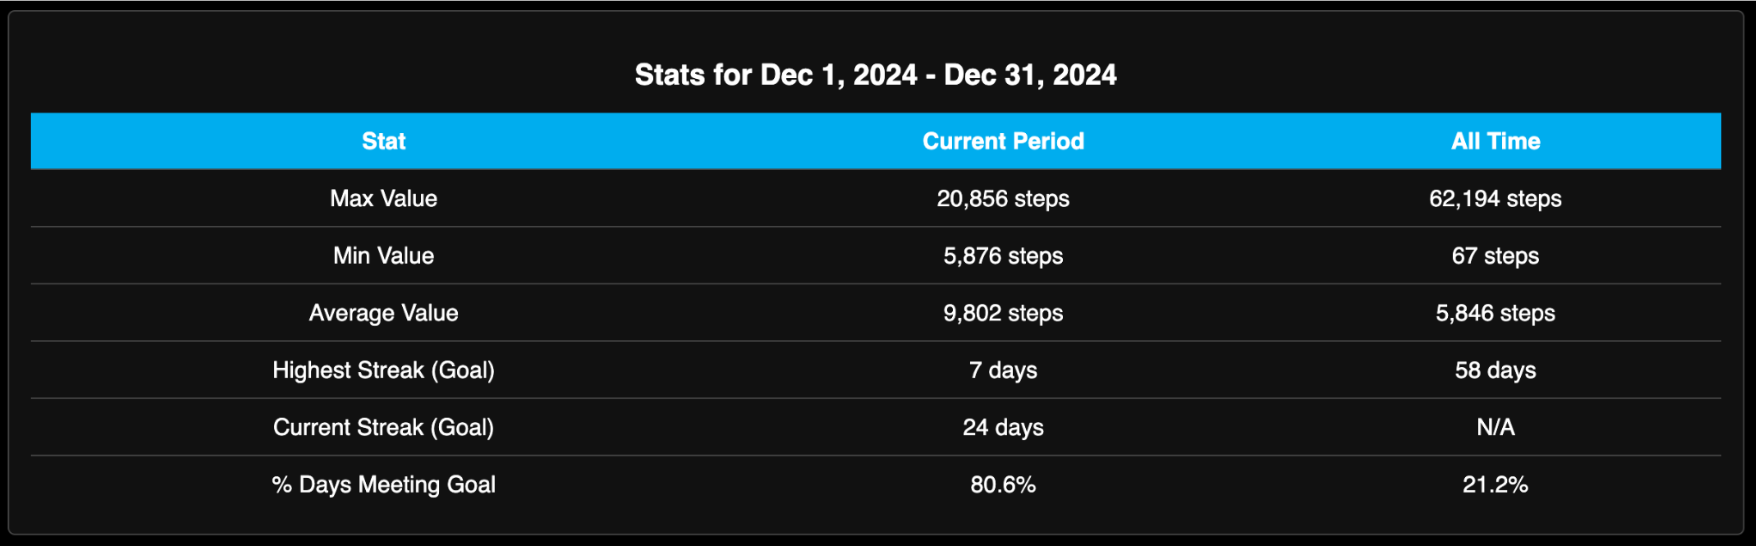 Stats for Dec 1, 2024 - Dec 31, 2024
Stat Current Period All Time
Max Value 20,856 steps 62,194 steps
Min Value 5,876 steps 67 steps
Average Value 9,802 steps 5,846 steps
Highest Streak (Goal) 7 days 58 days
Current Streak (Goal) 24 days N/A
% Days Meeting Goal 80.6% 21.2%